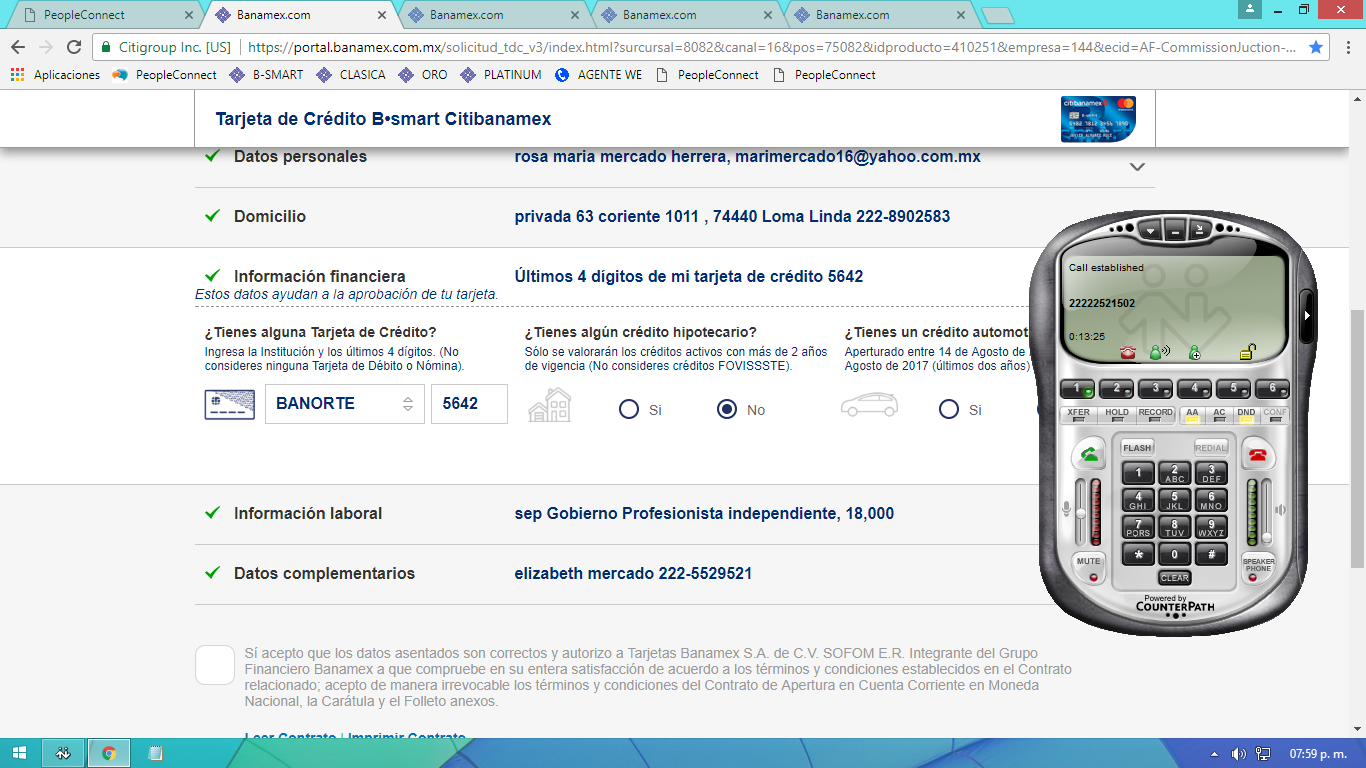 PeopleConnect
Banamex.com
Banamex.com
Banamex.com
Banamex.com
Citigroup Inc. [US]
https://portal.banamex.com.mx/solicitud_tdc_v3/index.html?surcursal=8082&canal=16&pos=75082&idproducto=410251&empresa=144&ecid=AF-CommissionJuction-...
Aplicaciones
PeopleConnect
B-SMART
CLASICA
ORO
PLATINUM
AGENTE WE
PeopleConnect
PeopleConnect
Tarjeta de Crédito B•smart Citibanamex
citibanamex
Datos personales
rosa maria mercado herrera, marimercado16@yahoo.com.mx
Domicilio
privada 63 coriente 1011 , 74440 Loma Linda 222-8902583
Información financiera
Últimos 4 dígitos de mi tarjeta de crédito 5642
Estos datos ayudan a la aprobación de tu tarjeta.
¿Tienes alguna Tarjeta de Crédito?
Ingresa la Institución y los últimos 4 dígitos. (No
consideres ninguna Tarjeta de Débito o Nómina).
BANORTE
5642
¿Tienes algún crédito hipotecario?
Sólo se valorarán los créditos activos con más de 2 años
de vigencia (No consideres créditos FOVISSSTE).
Si
No
¿Tienes un crédito automot
Aperturado entre 14 de Agosto de
Agosto de 2017 (últimos dos años)
Si
Información laboral
sep Gobierno Profesionista independiente, 18,000
Datos complementarios
elizabeth mercado 222-5529521
Sí acepto que los datos asentados son correctos y autorizo a Tarjetas Banamex S.A. de C.V. SOFOM E.R. Integrante del Grupo
Financiero Banamex a que compruebe en su entera satisfacción de acuerdo a los términos y condiciones establecidos en el Contrato
relacionado; acepto de manera irrevocable los términos y condiciones del Contrato de Apertura en Cuenta Corriente en Moneda
Nacional, la Carátula y el Folleto anexos.
Leer Contrato | Imprimir Contrato
Call established
22222521502
0:13:25
1 2 3 4 5 6
XFER HOLD RECORD AA AC DND CONF
FLASH REDIAL
1 2 ABC 3 DEF
4 GHI 5 JKL 6 MNO
7 PQRS 8 TUV 9 WXYZ
* 0 #
MUTE
CLEAR
SPEAKER
PHONE
Powered by
COUNTERPATH
07:59 p. m.